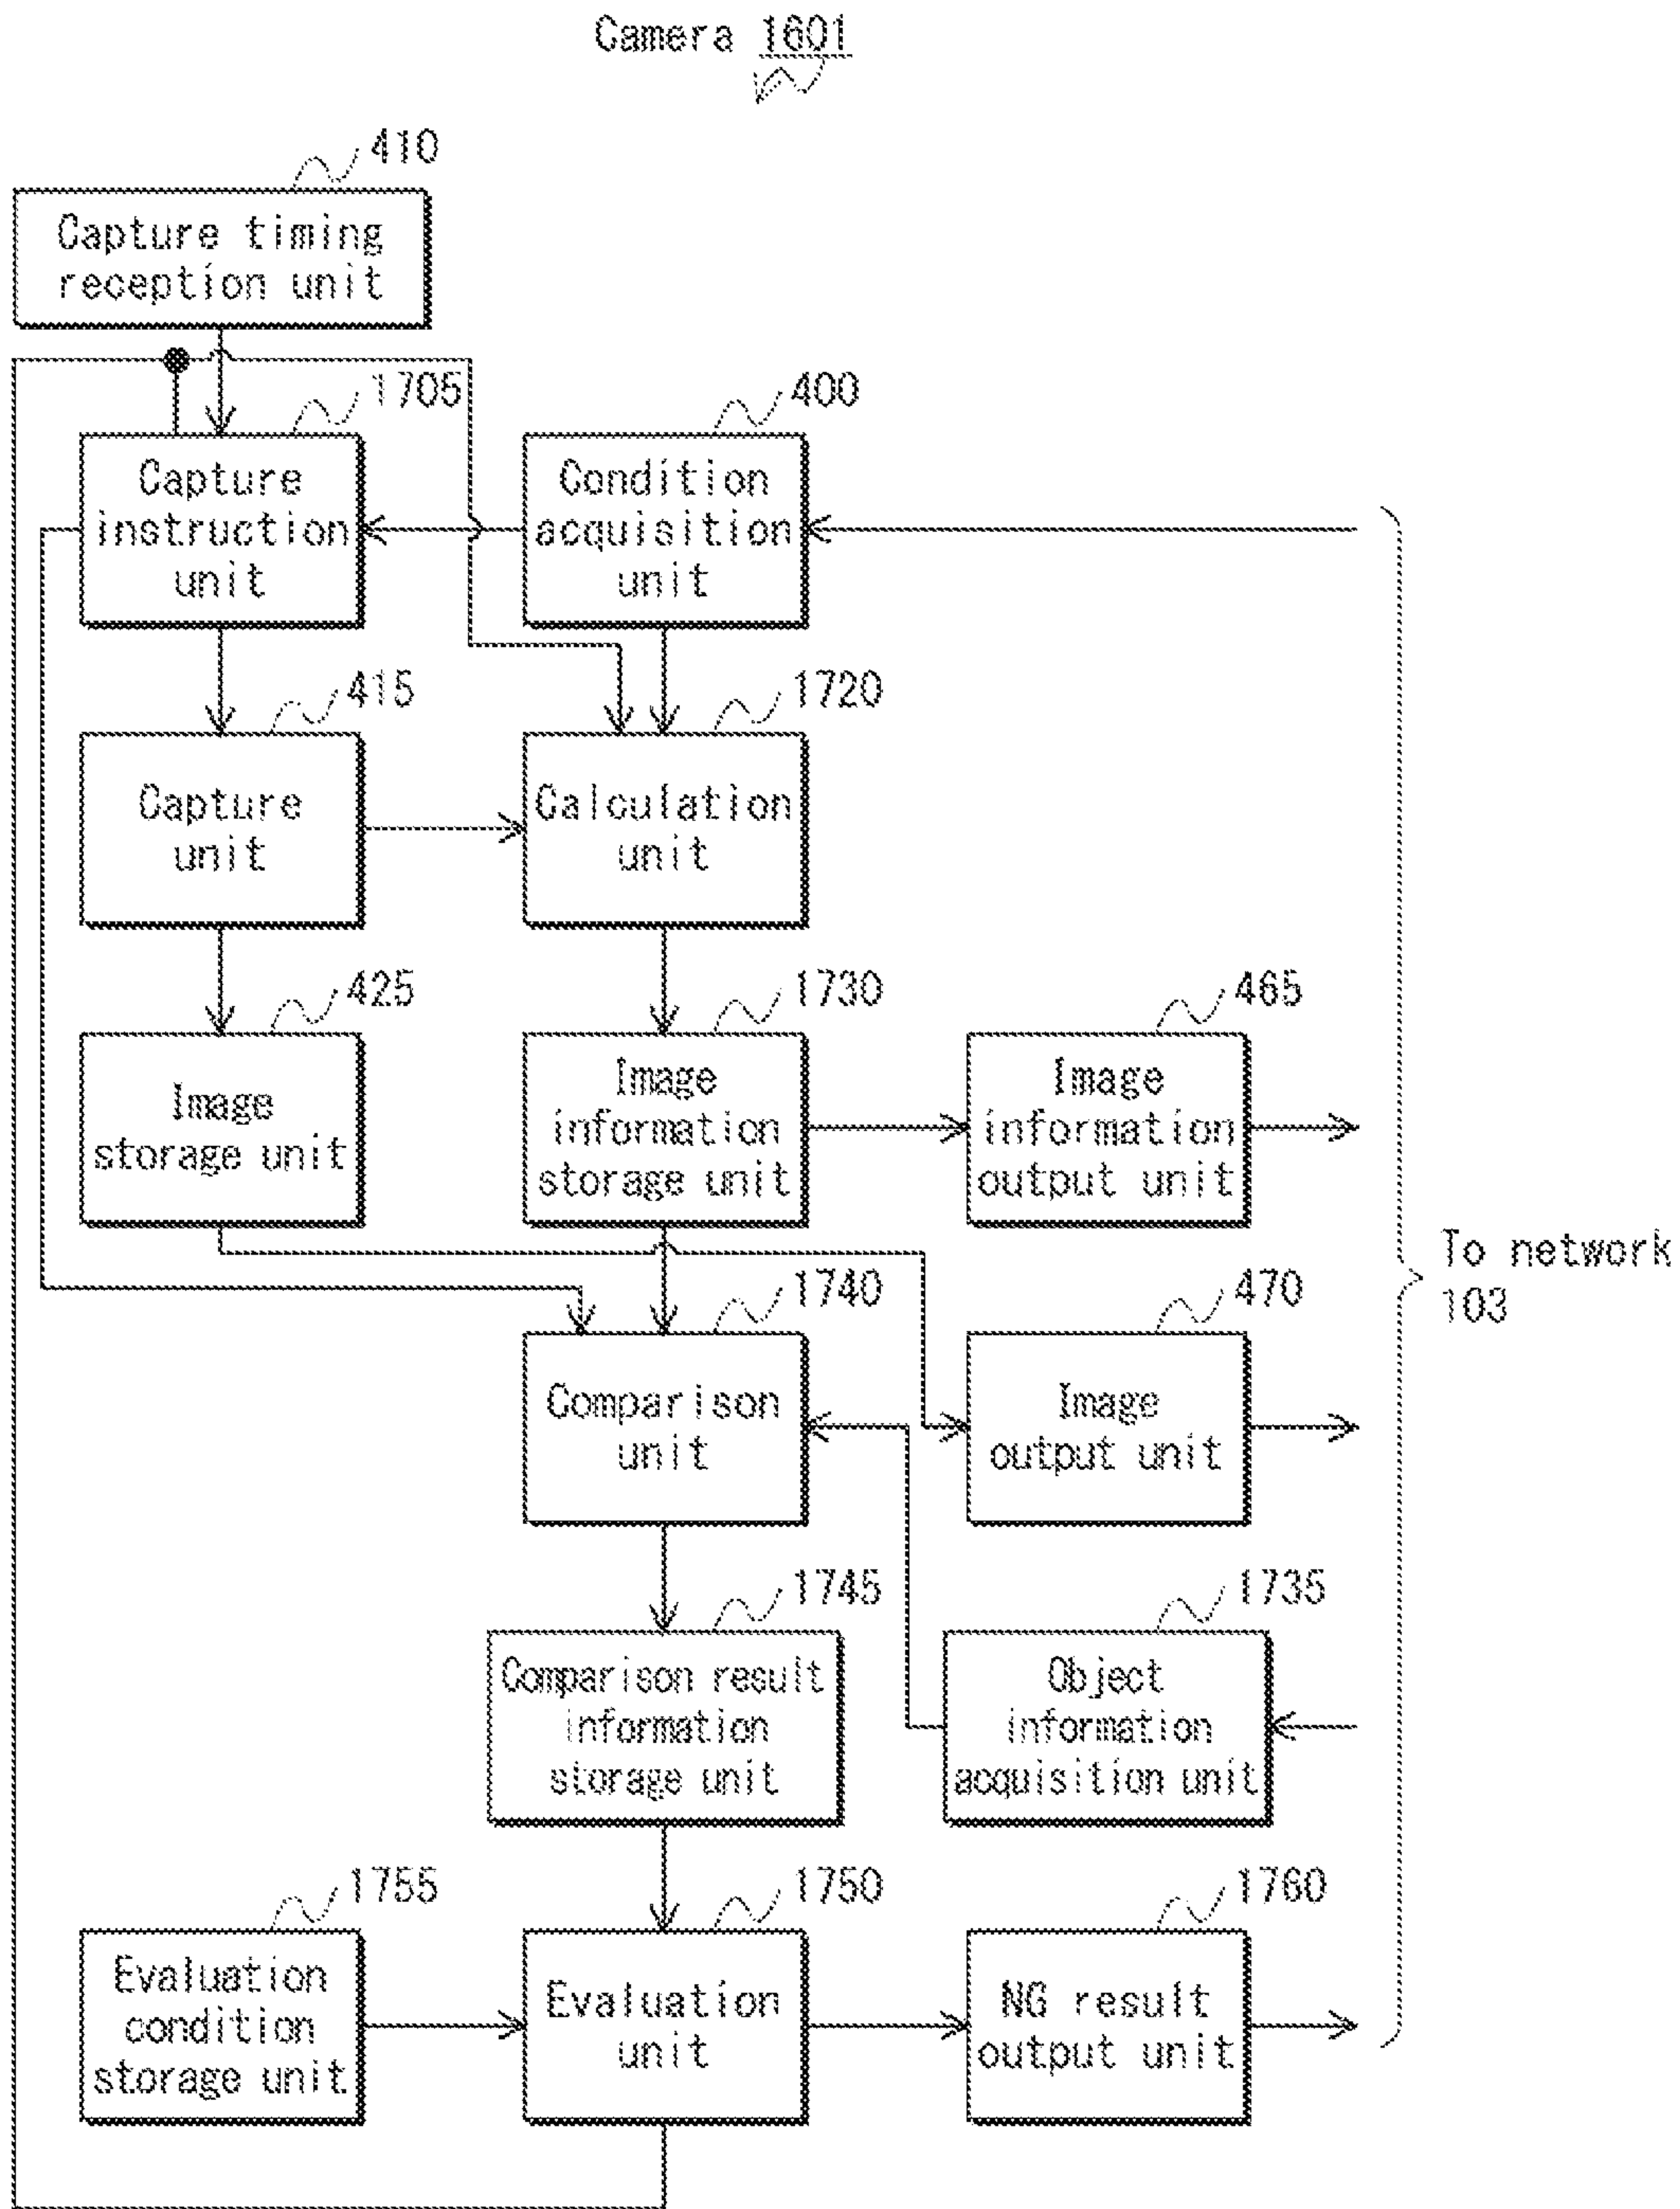 Camera 1601
410
Capture timing
reception unit
1705
Capture
instruction
unit
400
Condition
acquisition
unit
415
Capture
unit
1720
Calculation
unit
425
Image
storage unit
1730
Image
information
storage unit
465
Image
information
output unit
To network
103
1740
Comparison
unit
470
Image
output unit
1745
Comparison result
information
storage unit
1735
Object
information
acquisition unit
1755
Evaluation
condition
storage unit
1750
Evaluation
unit
1760
NG result
output unit